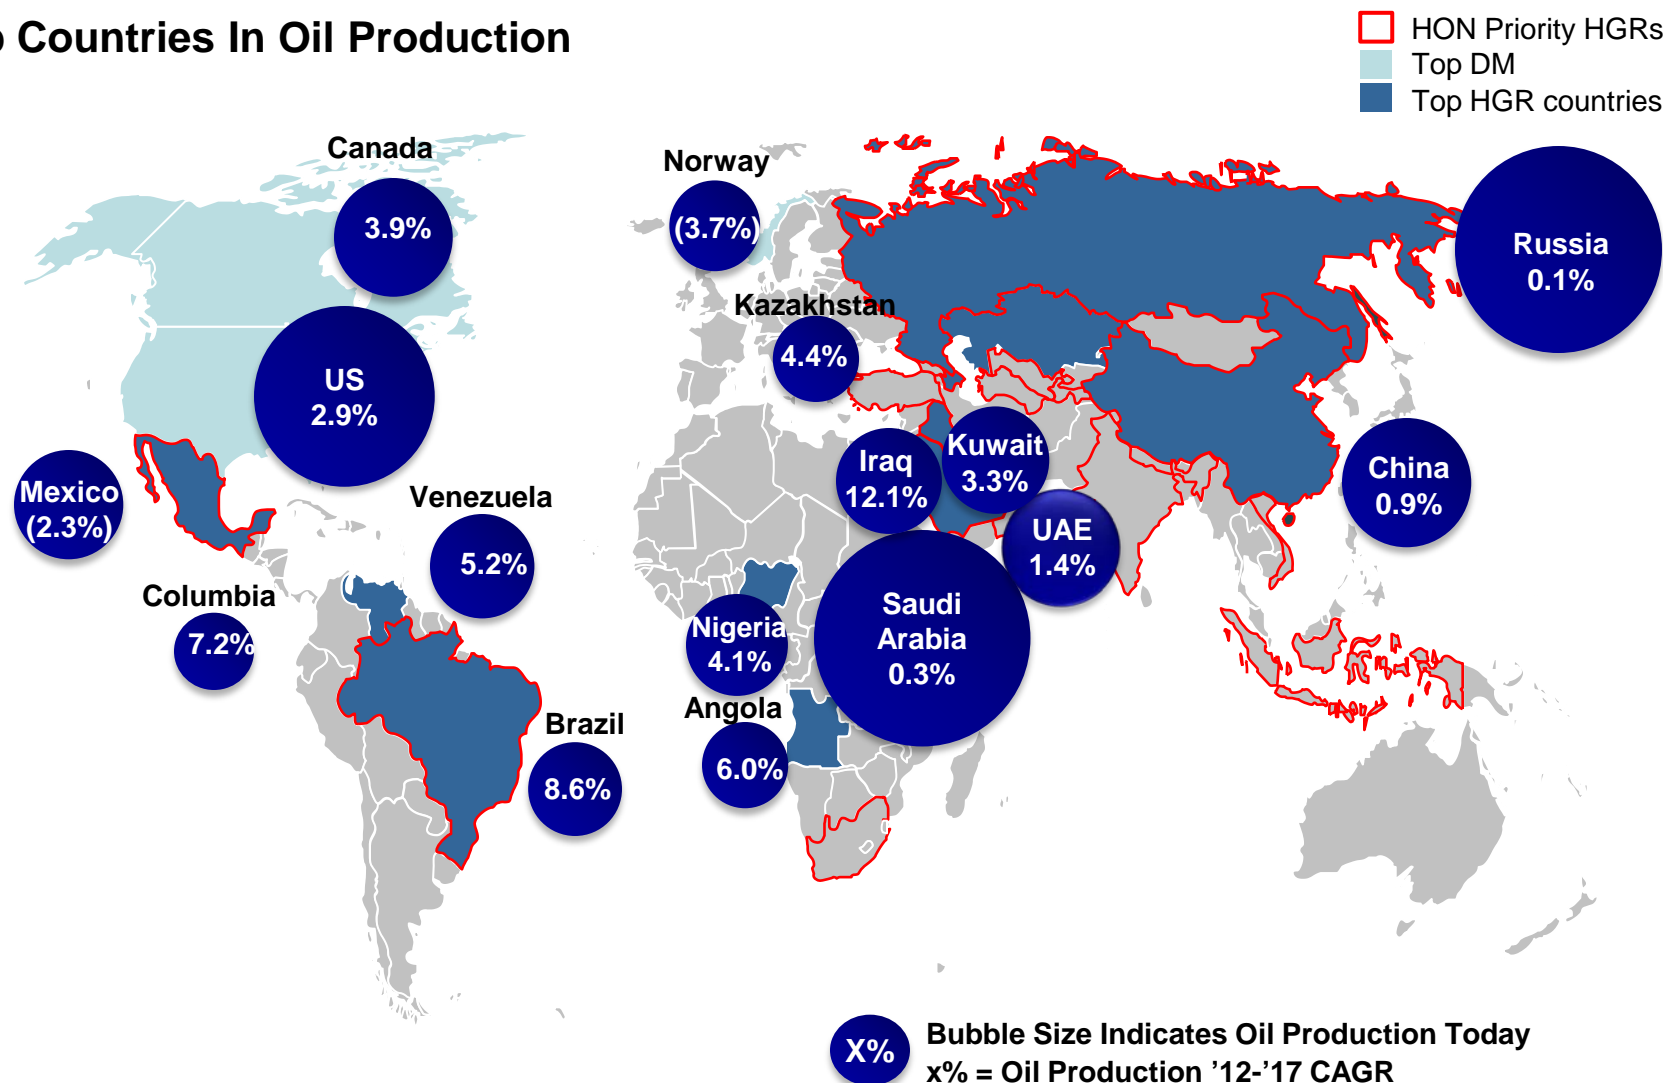 Countries In Oil Production
HON Priority HGRs
Top DM
Top HGR countries
Canada
3.9%
Norway
(3.7%)
Russia
0.1%
Kazakhstan
4.4%
US
2.9%
Mexico
(2.3%)
Venezuela
5.2%
Iraq
12.1%
Kuwait
3.3%
China
0.9%
UAE
1.4%
Columbia
7.2%
Nigeria
4.1%
Saudi
Arabia
0.3%
Angola
6.0%
Brazil
8.6%
X%
Bubble Size Indicates Oil Production Today
x% = Oil Production ’12-’17 CAGR